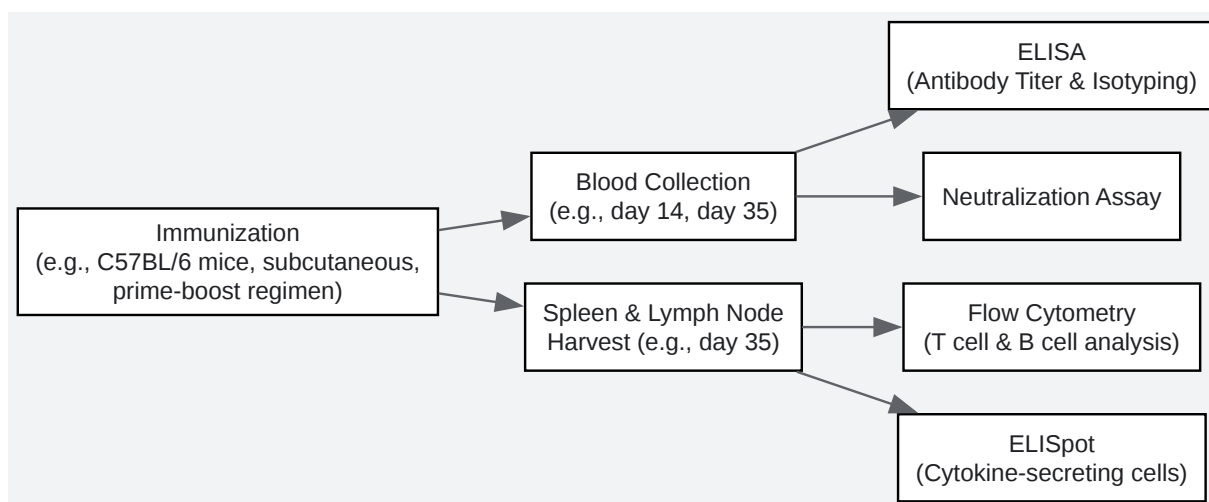 Immunization
(e.g., C57BL/6 mice, subcutaneous,
prime-boost regimen)
Blood Collection
(e.g., day 14, day 35)
Spleen & Lymph Node
Harvest (e.g., day 35)
ELISA
(Antibody Titer & Isotyping)
Neutralization Assay
Flow Cytometry
(T cell & B cell analysis)
ELISpot
(Cytokine-secreting cells)